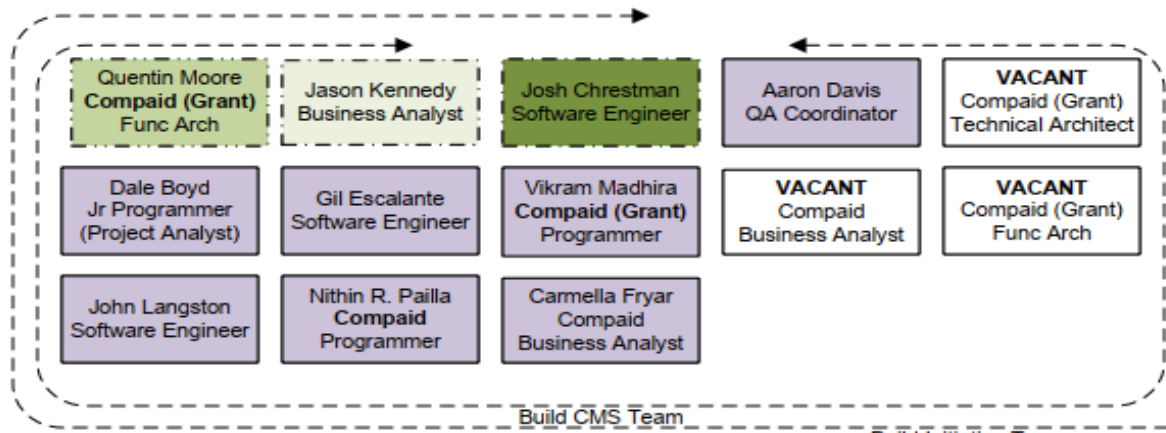 Quentin Moore
Compaid (Grant)
Func Arch
Jason Kennedy
Business Analyst
Josh Chrestman
Software Engineer
Aaron Davis
QA Coordinator
VACANT
Compaid (Grant)
Technical Architect
Dale Boyd
Jr Programmer
(Project Analyst)
Gil Escalante
Software Engineer
Vikram Madhira
Compaid (Grant)
Programmer
VACANT
Compaid
Business Analyst
VACANT
Compaid (Grant)
Func Arch
John Langston
Software Engineer
Nithin R. Pailla
Compaid
Programmer
Carmella Fryar
Compaid
Business Analyst
Build CMS Team